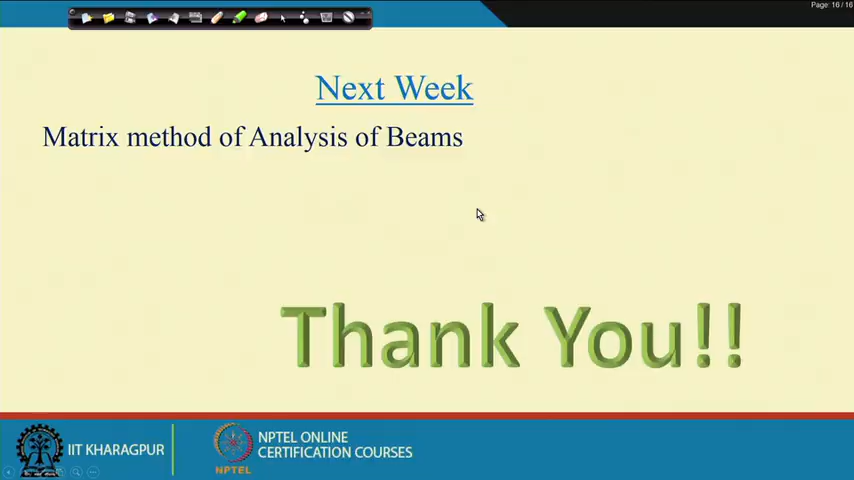 Page: 16 / 16
Next Week
Matrix method of Analysis of Beams
Thank You!!
IIT KHARAGPUR
NPTEL ONLINE
CERTIFICATION COURSES
NPTEL